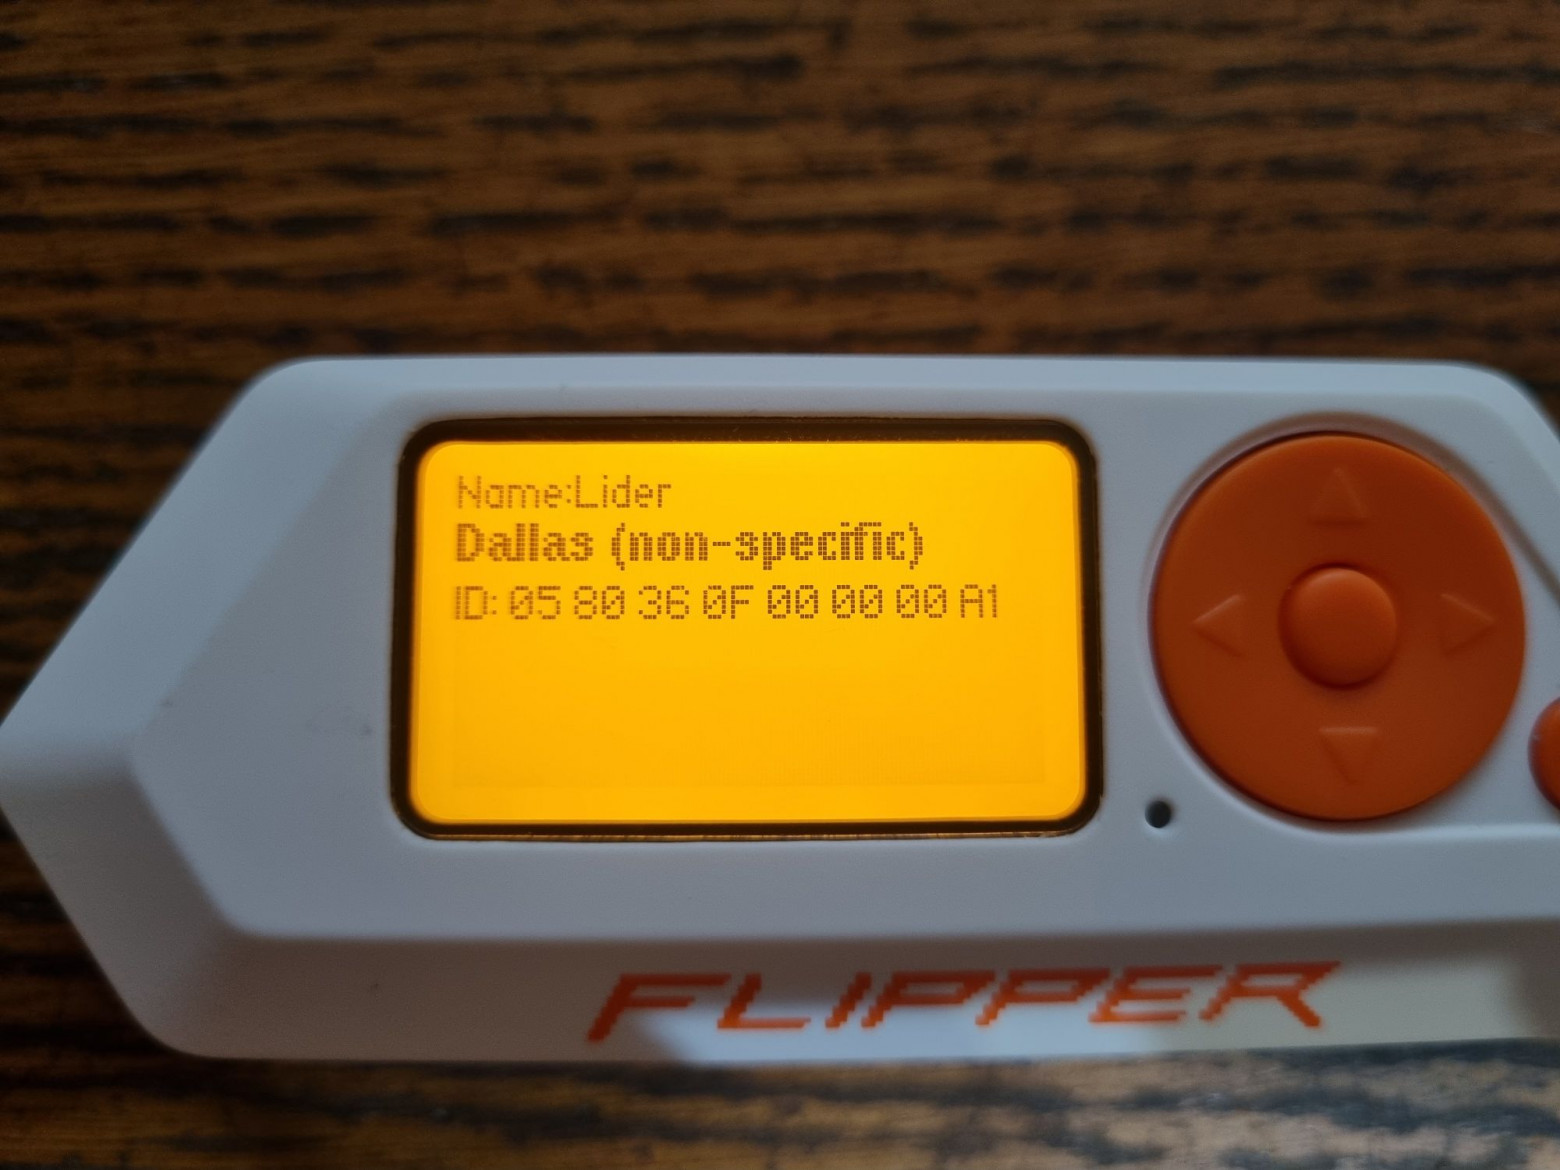 Name:Lider
Dallas (non-specific)
ID: 05 80 36 0F 00 00 00 A1
FLIPPER